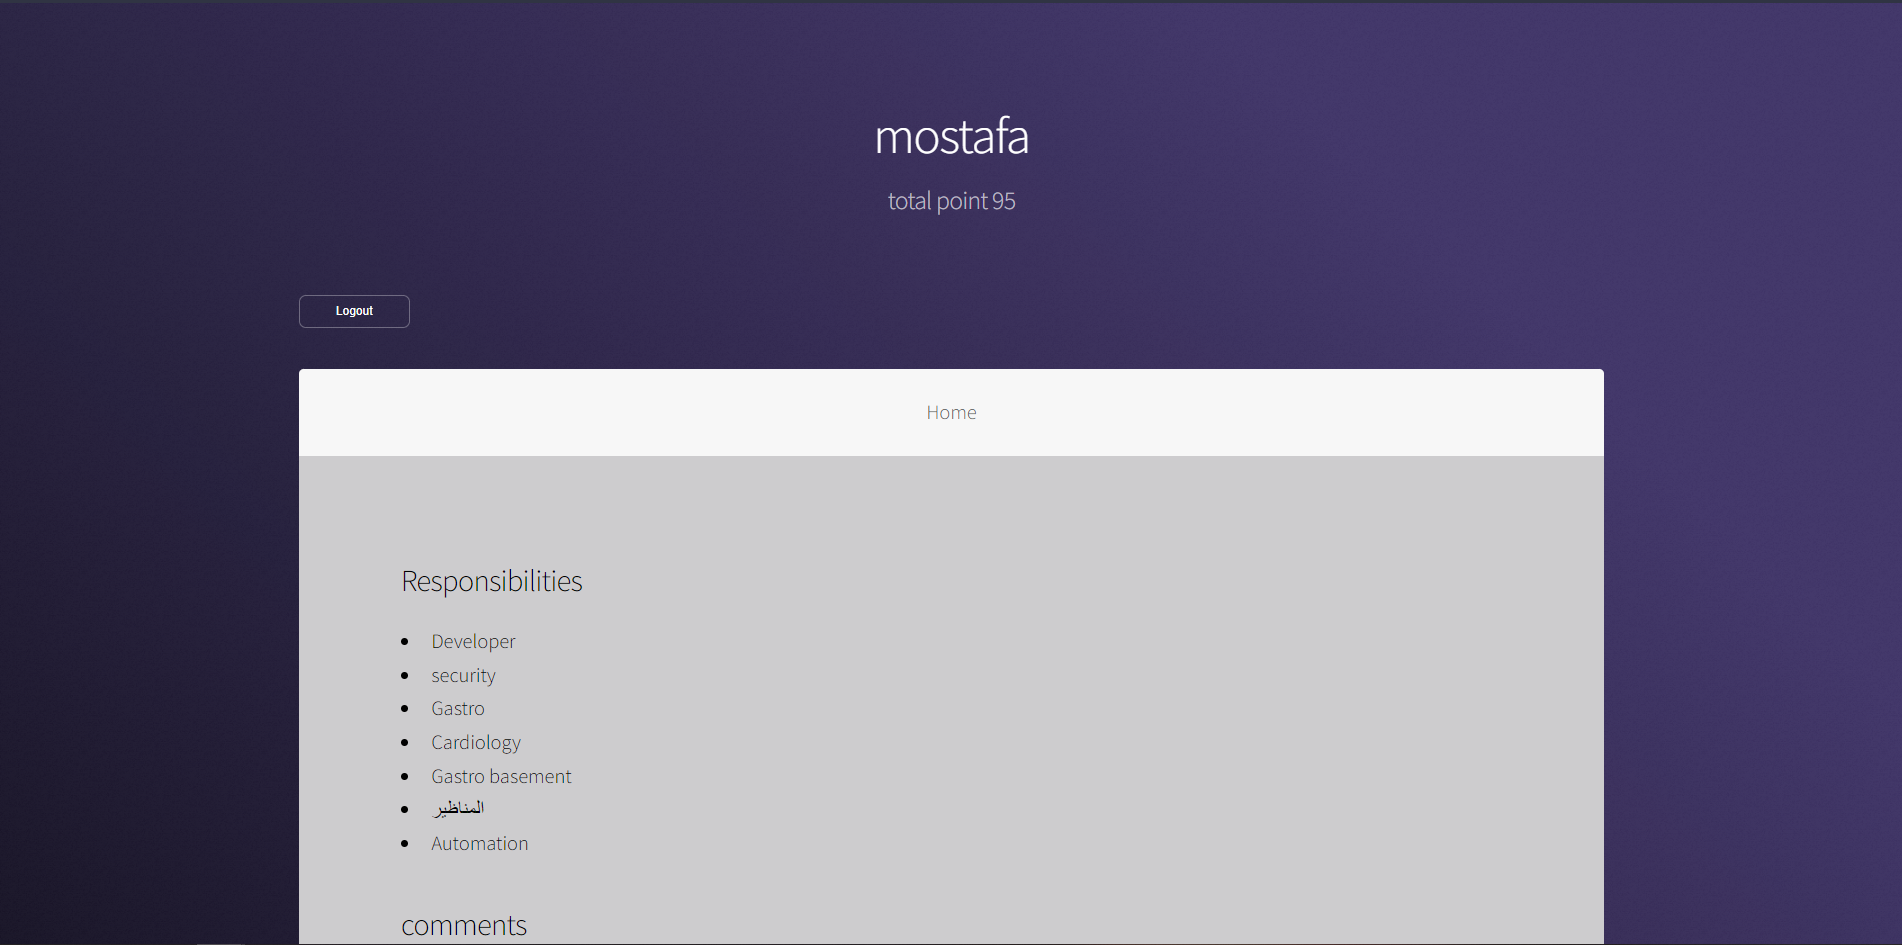 mostafa
total point 95
Logout
Home
Responsibilities
Developer
security
Gastro
Cardiology
Gastro basement
المناظير
Automation
comments